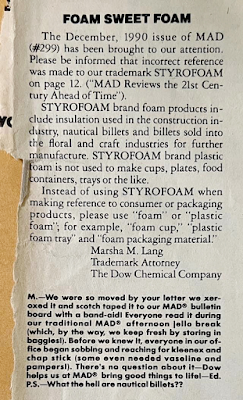 FOAM SWEET FOAM
The December, 1990 issue of MAD
(#299) has been brought to our attention.
Please be informed that incorrect reference
was made to our trademark STYROFOAM
on page 12. ("MAD Reviews the 21st Cen-
tury Ahead of Time").
STYROFOAM brand foam products in-
clude insulation used in the construction in-
dustry, nautical billets and billets sold into
the floral and craft industries for further
manufacture. STYROFOAM brand plastic
foam is not used to make cups, plates, food
containers, trays or the like.
Instead of using STYROFOAM when
making reference to consumer or packaging
products, please use "foam" or "plastic
foam"; for example, "foam cup," "plastic
foam tray" and "foam packaging material."
Marsha M. Lang
Trademark Attorney
The Dow Chemical Company
M.—We were so moved by your letter we xer-
oxed it and scotch taped it to our MAD® bulletin
board with a band-aid! Everyone read it during
our traditional MAD® afternoon jello break
(which, by the way, we keep fresh by storing in
baggies!). Before we knew it, everyone in our of-
fice began sobbing and reaching for kleenex and
chap stick (some even needed vaseline and
pampers!). There's no question about it—Dow
helps us at MAD® bring good things to life!—Ed.
P.S.—What the hell are nautical billets??